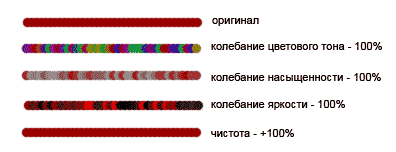 оригинал
колебание цветового тона - 100%
колебание насыщенности - 100%
колебание яркости - 100%
чистота - +100%